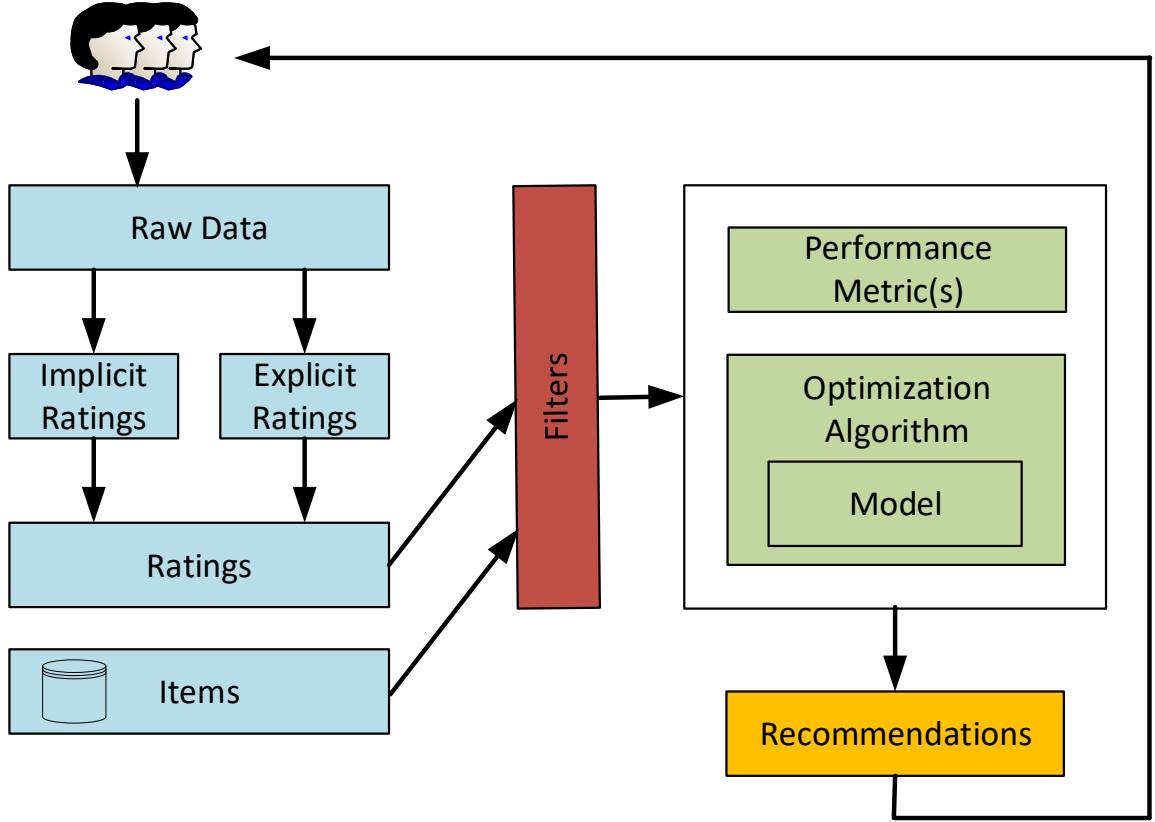 Raw Data
Implicit
Ratings
Explicit
Ratings
Ratings
Items
Filters
Performance
Metric(s)
Optimization
Algorithm
Model
Recommendations